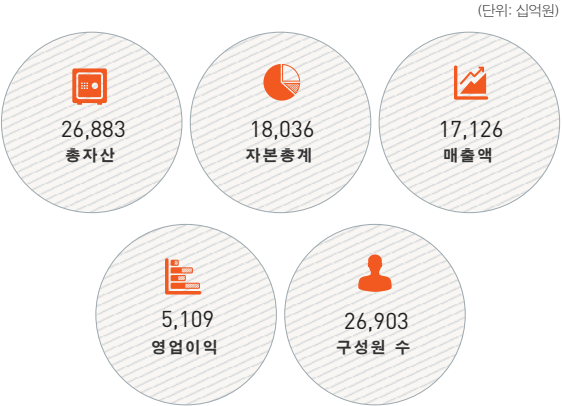 (단위: 십억원)
26,883
총자산
18,036
자본총계
17,126
매출액
5,109
영업이익
26,903
구성원 수